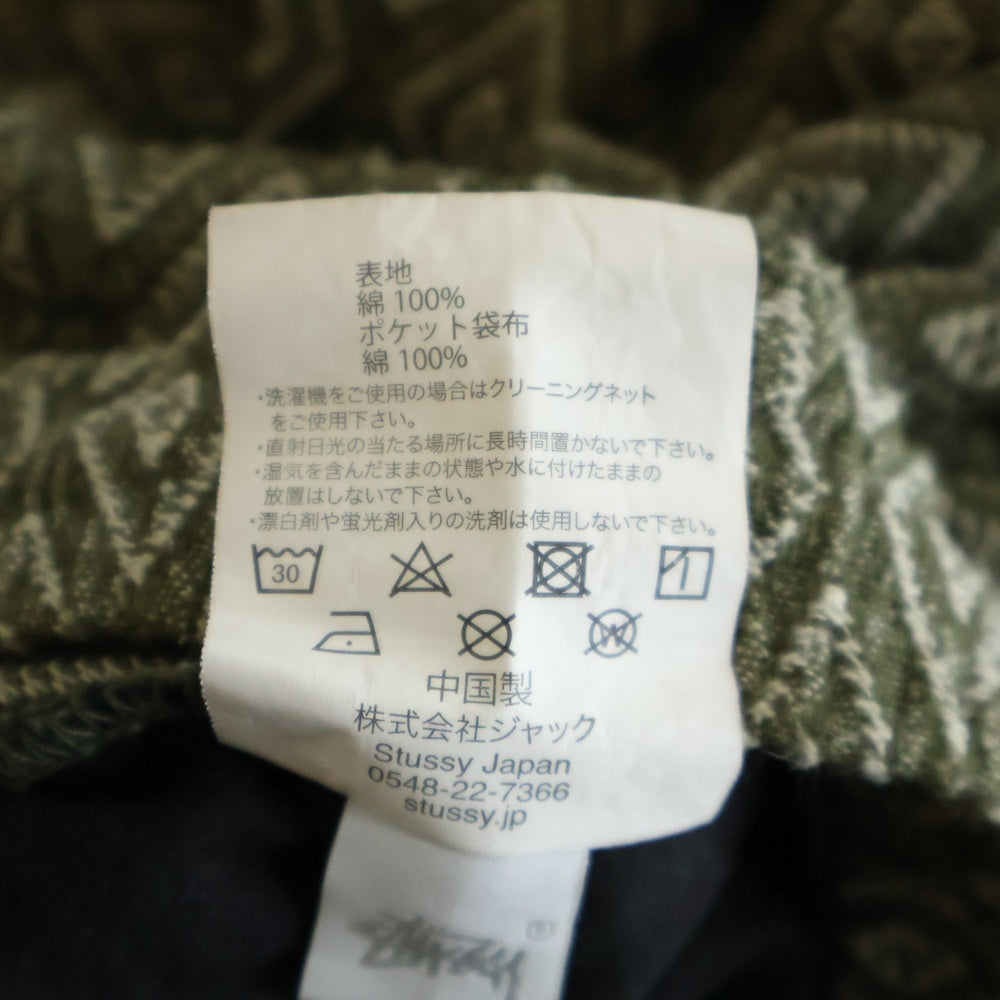 表地
綿 100%
ポケット袋布
綿 100%
・洗濯機をご使用の場合はクリーニングネット
をご使用下さい。
・直射日光の当たる場所に長時間置かないで下さい。
・湿気を含んだままの状態や水に付けたままの
放置はしないで下さい。
・漂白剤や蛍光剤入りの洗剤は使用しないで下さい。
30
W
中国製
株式会社ジャック
Stussy Japan
0548-22-7366
stussy.jp
Stüssy